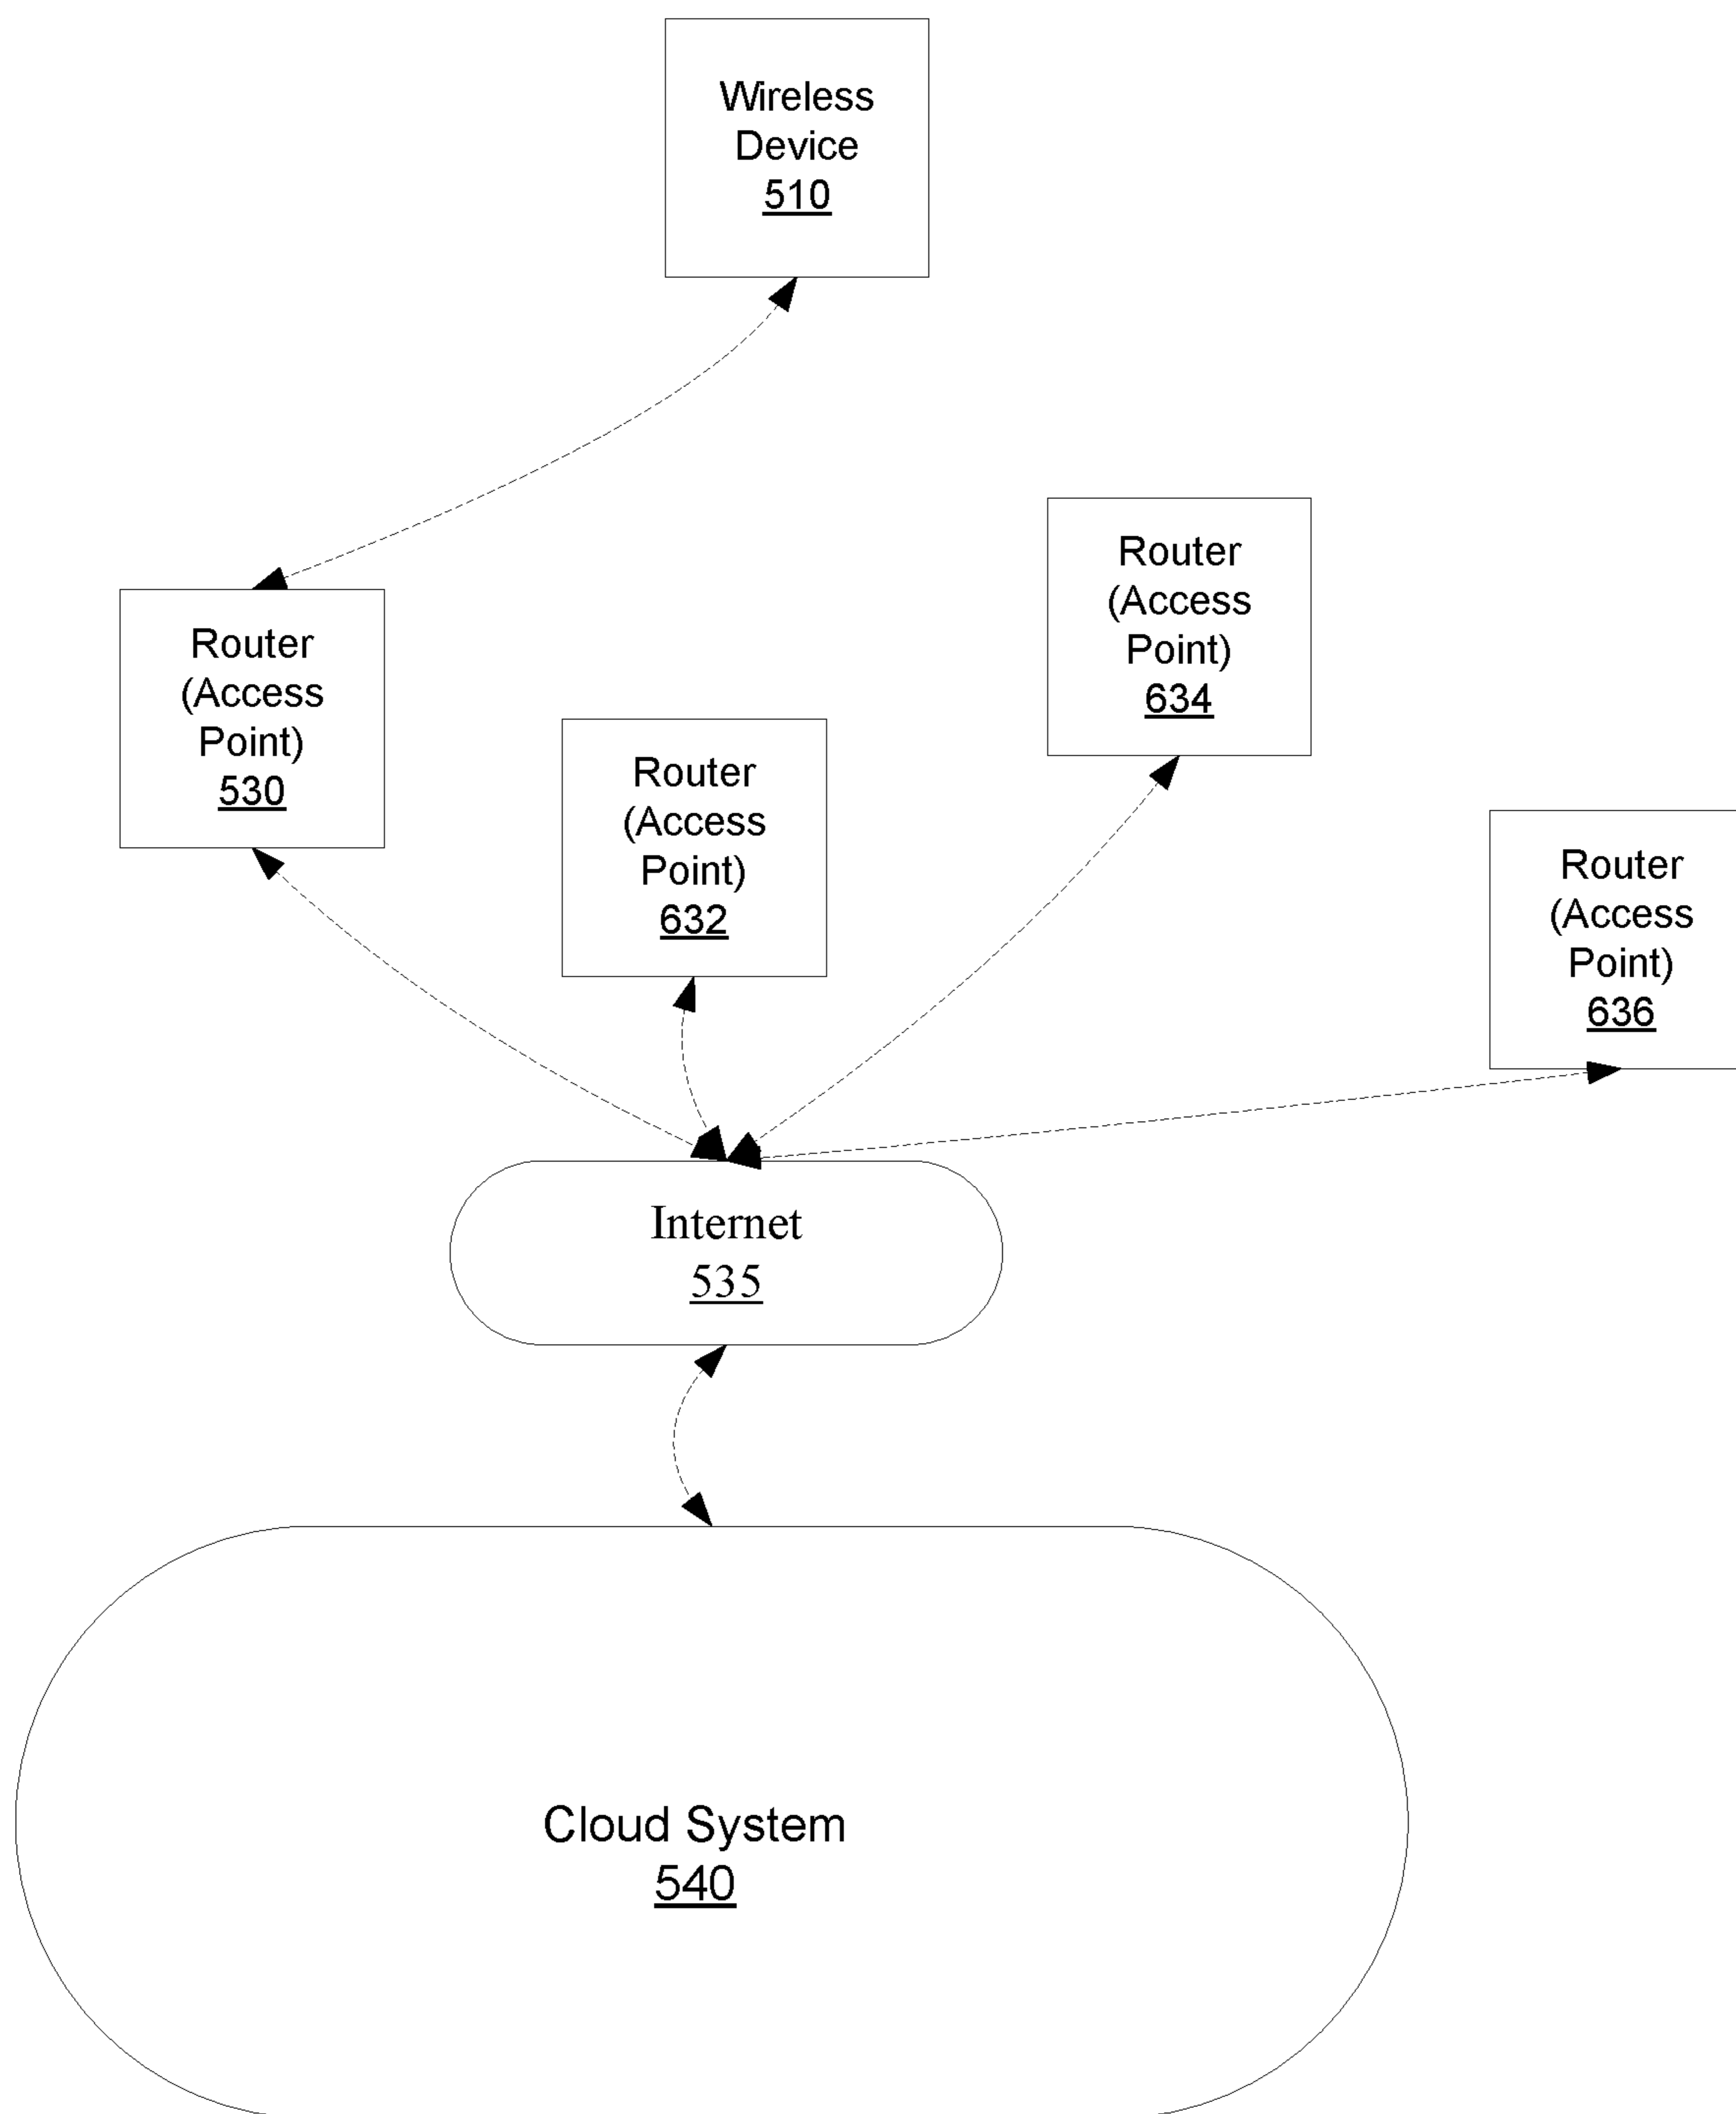 Wireless
Device
510
Router
(Access
Point)
634
Router
(Access
Point)
530
Router
(Access
Point)
632
Router
(Access
Point)
636
Internet
535
Cloud System
540